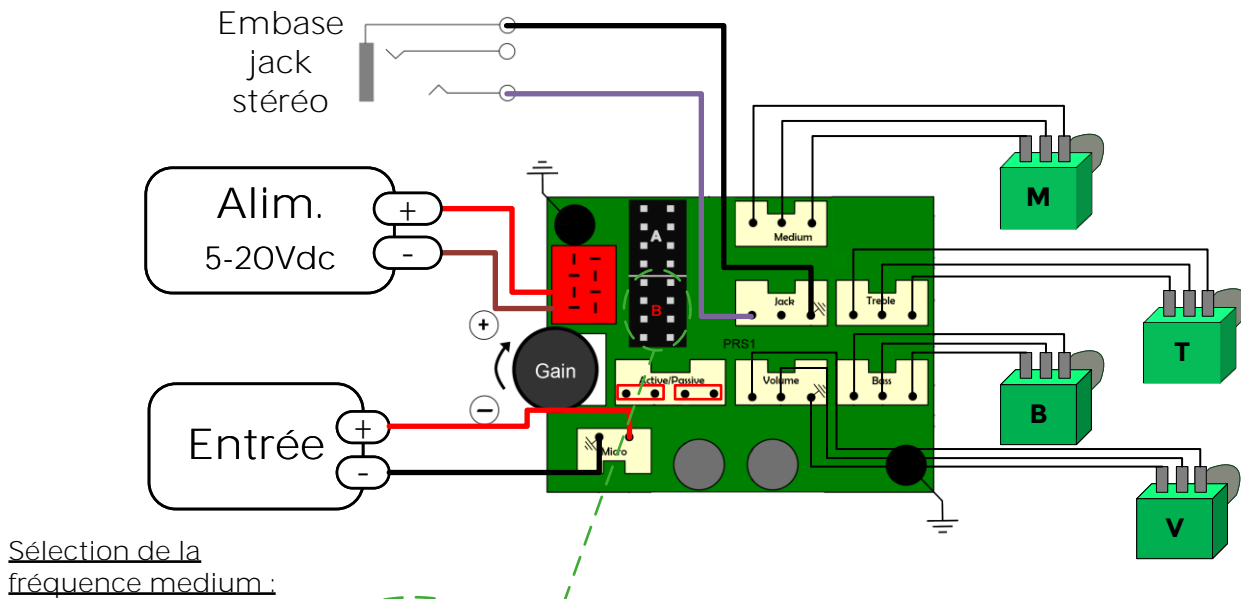 Embase
jack
stéréo
Alim.
5-20Vdc
+
-
Entrée
+
-
+
-
Gain
A
B
Medium
Jack
Treble
PRS1
Active/Passive
Volume
Bass
Micro
M
T
B
V
Sélection de la
fréquence medium :